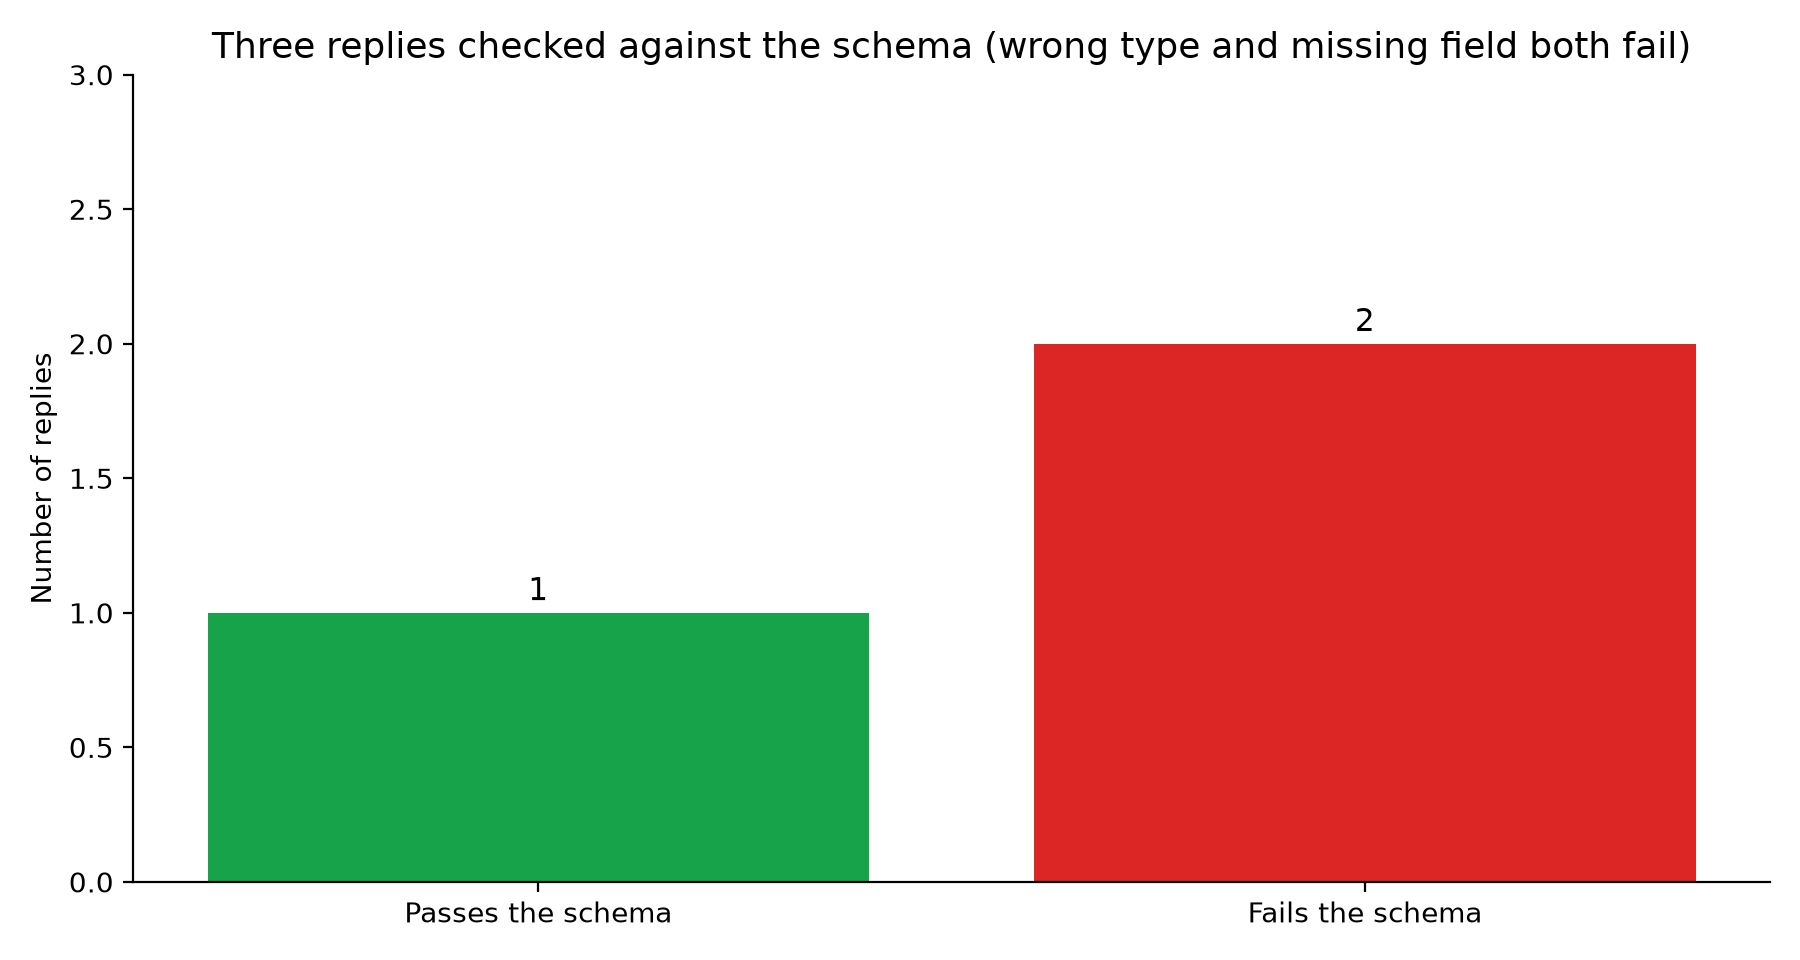 Three replies checked against the schema (wrong type and missing field both fail)
3.0
2.5
2.0
1.5
1.0
0.5
0.0
Number of replies
1
2
Passes the schema
Fails the schema